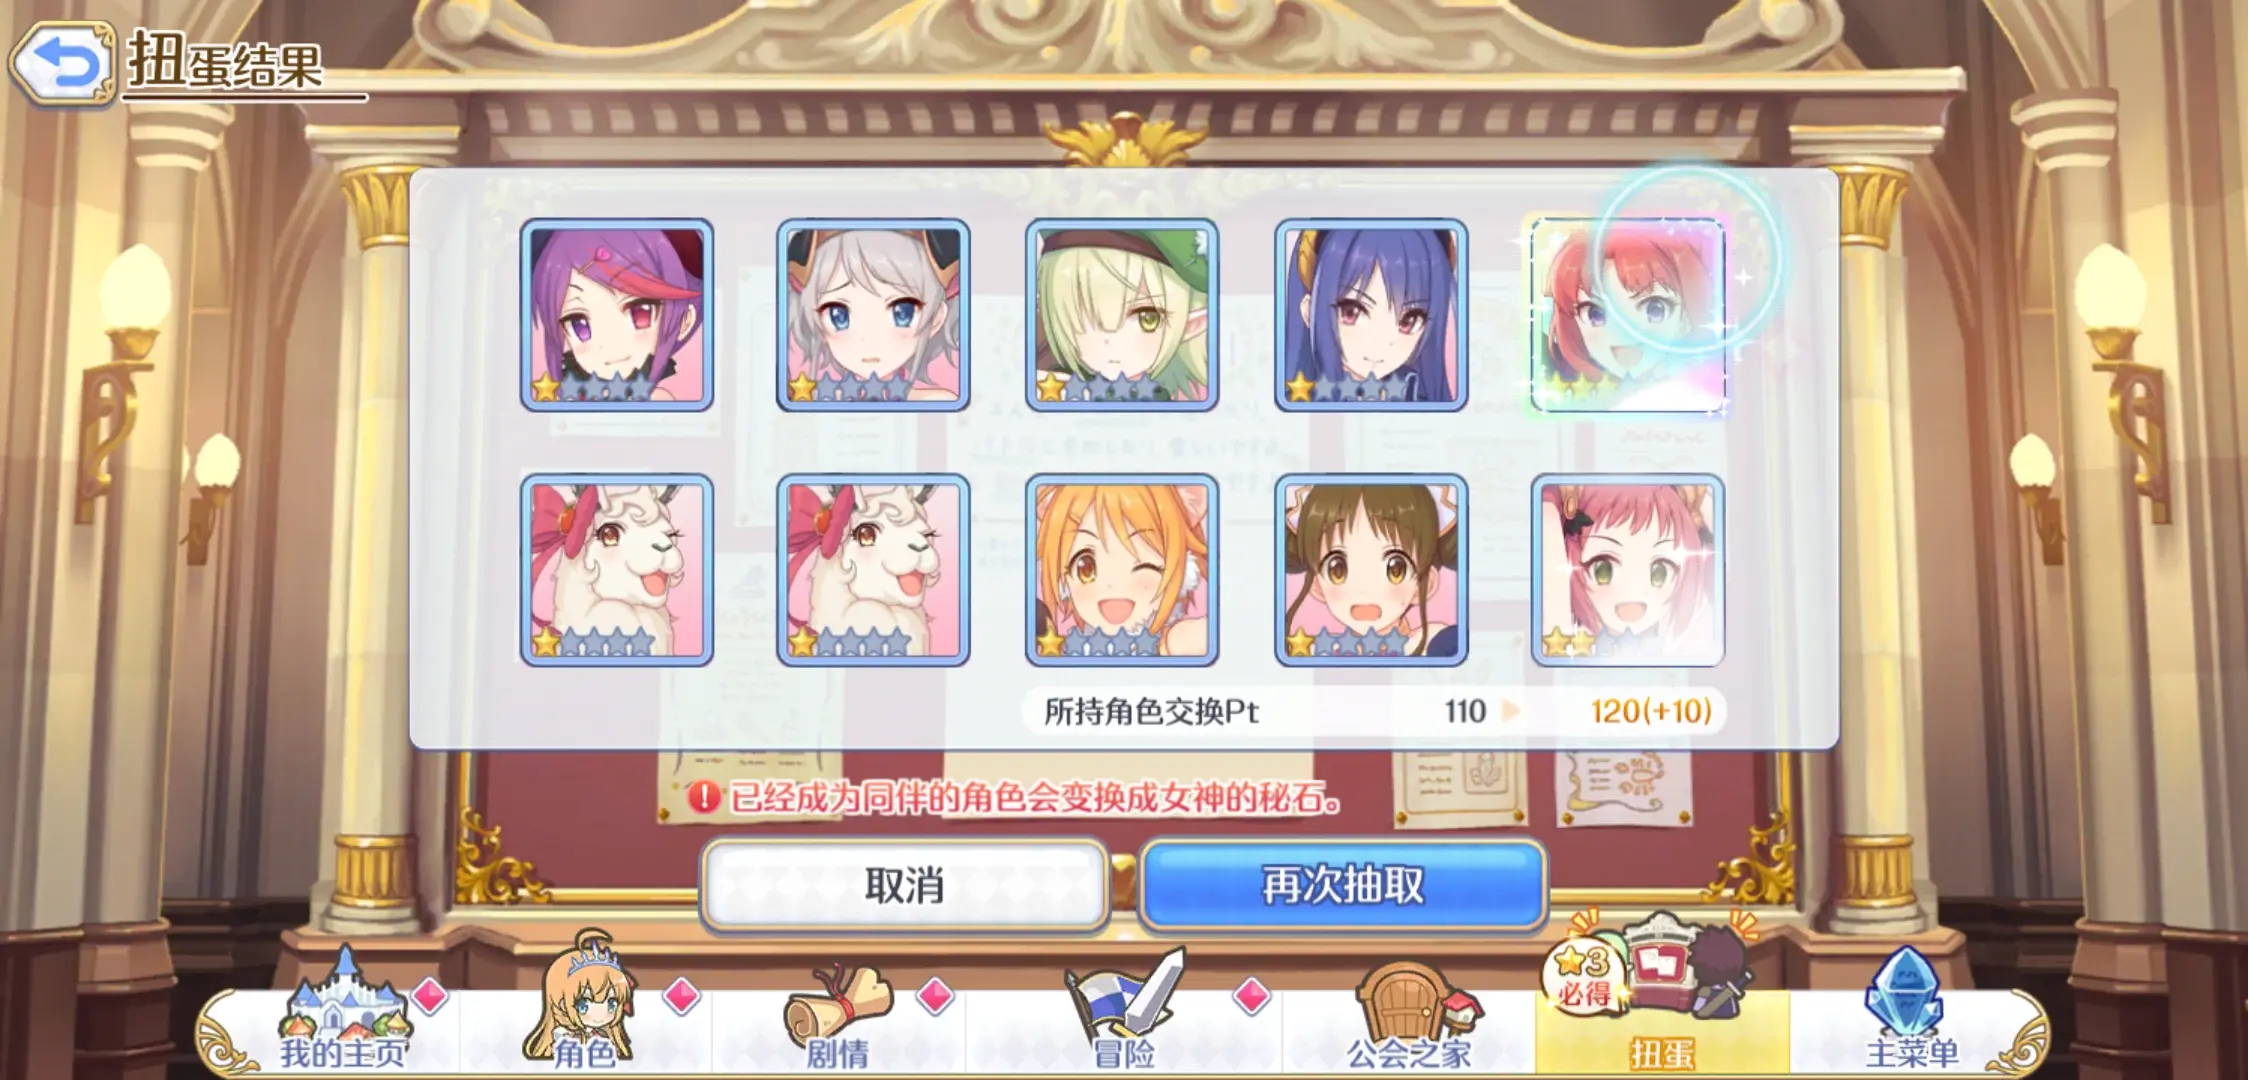 扭蛋结果
所持角色交换Pt 110 120(+10)
已经成为同伴的角色会变换成女神的秘石。
取消
再次抽取
★3
必得
我的主页
角色
剧情
冒险
公会之家
扭蛋
主菜单